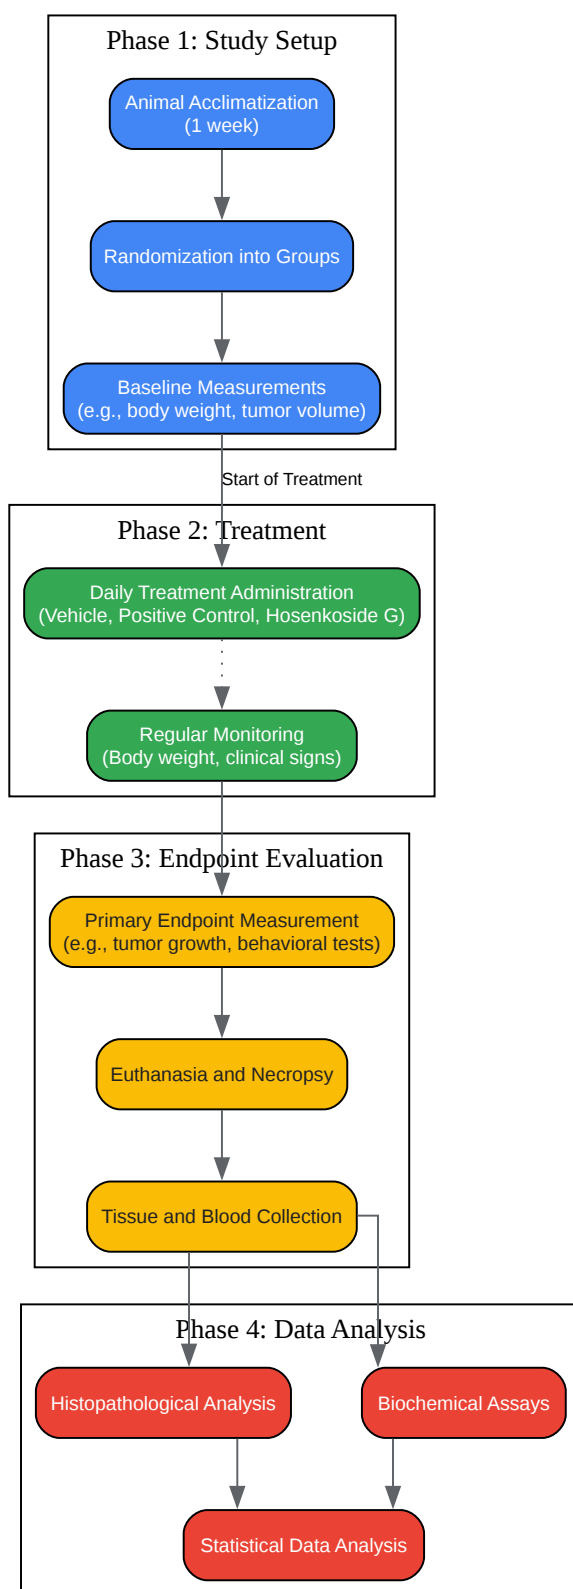 Phase 1: Study Setup
Animal Acclimatization
(1 week)
Randomization into Groups
Baseline Measurements
(e.g., body weight, tumor volume)
Start of Treatment
Phase 2: Treatment
Daily Treatment Administration
(Vehicle, Positive Control, Hosenkoside G)
Regular Monitoring
(Body weight, clinical signs)
Phase 3: Endpoint Evaluation
Primary Endpoint Measurement
(e.g., tumor growth, behavioral tests)
Euthanasia and Necropsy
Tissue and Blood Collection
Phase 4: Data Analysis
Histopathological Analysis
Biochemical Assays
Statistical Data Analysis